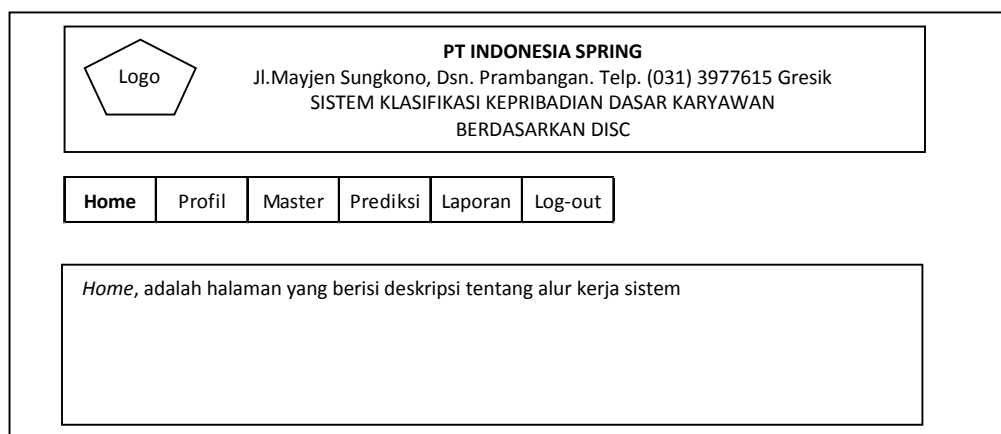 Logo
PT INDONESIA SPRING
Jl.Mayjen Sungkono, Dsn. Prambangan. Telp. (031) 3977615 Gresik
SISTEM KLASIFIKASI KEPRIBADIAN DASAR KARYAWAN
BERDASARKAN DISC
Home Profil Master Prediksi Laporan Log-out
Home, adalah halaman yang berisi deskripsi tentang alur kerja sistem